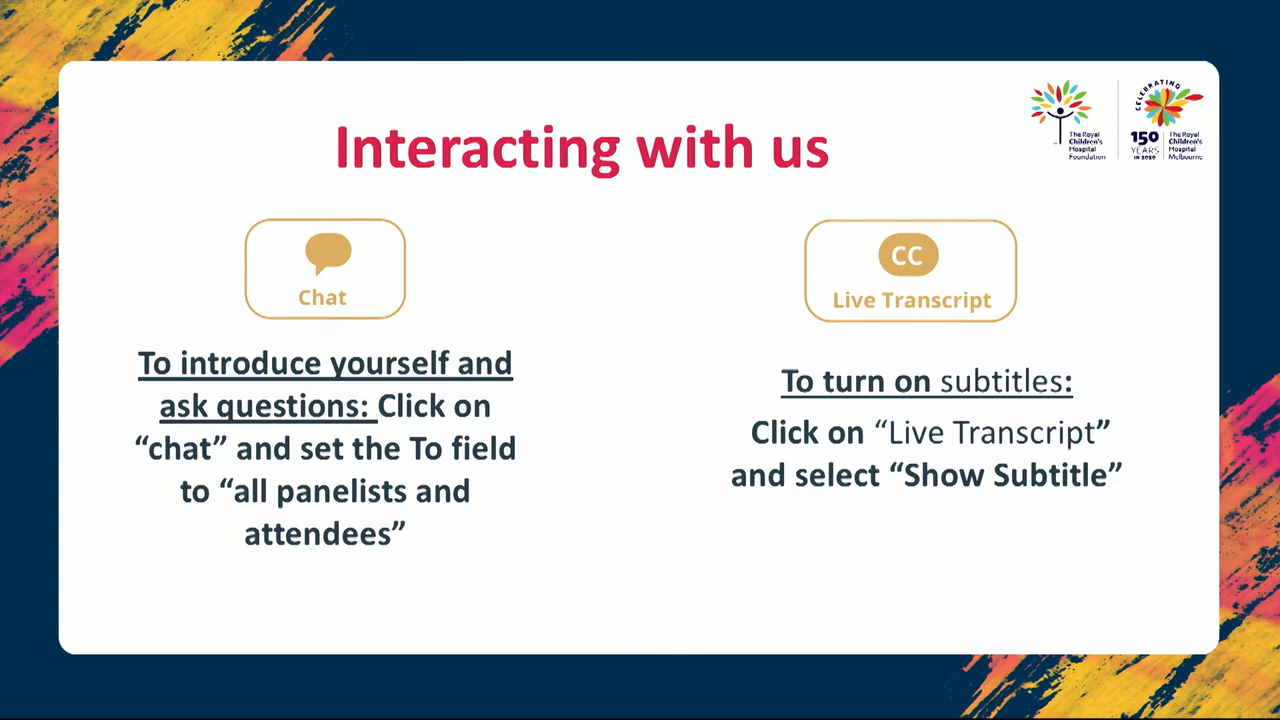 Interacting with us
CELEBRATING
The Royal
Children's
Hospital
Foundation
150
YEARS
IN 2020
The Royal
Children's
Hospital
Melbourne
Chat
To introduce yourself and
ask questions: Click on
“chat” and set the To field
to “all panelists and
attendees”
CC
Live Transcript
To turn on subtitles:
Click on “Live Transcript”
and select “Show Subtitle”